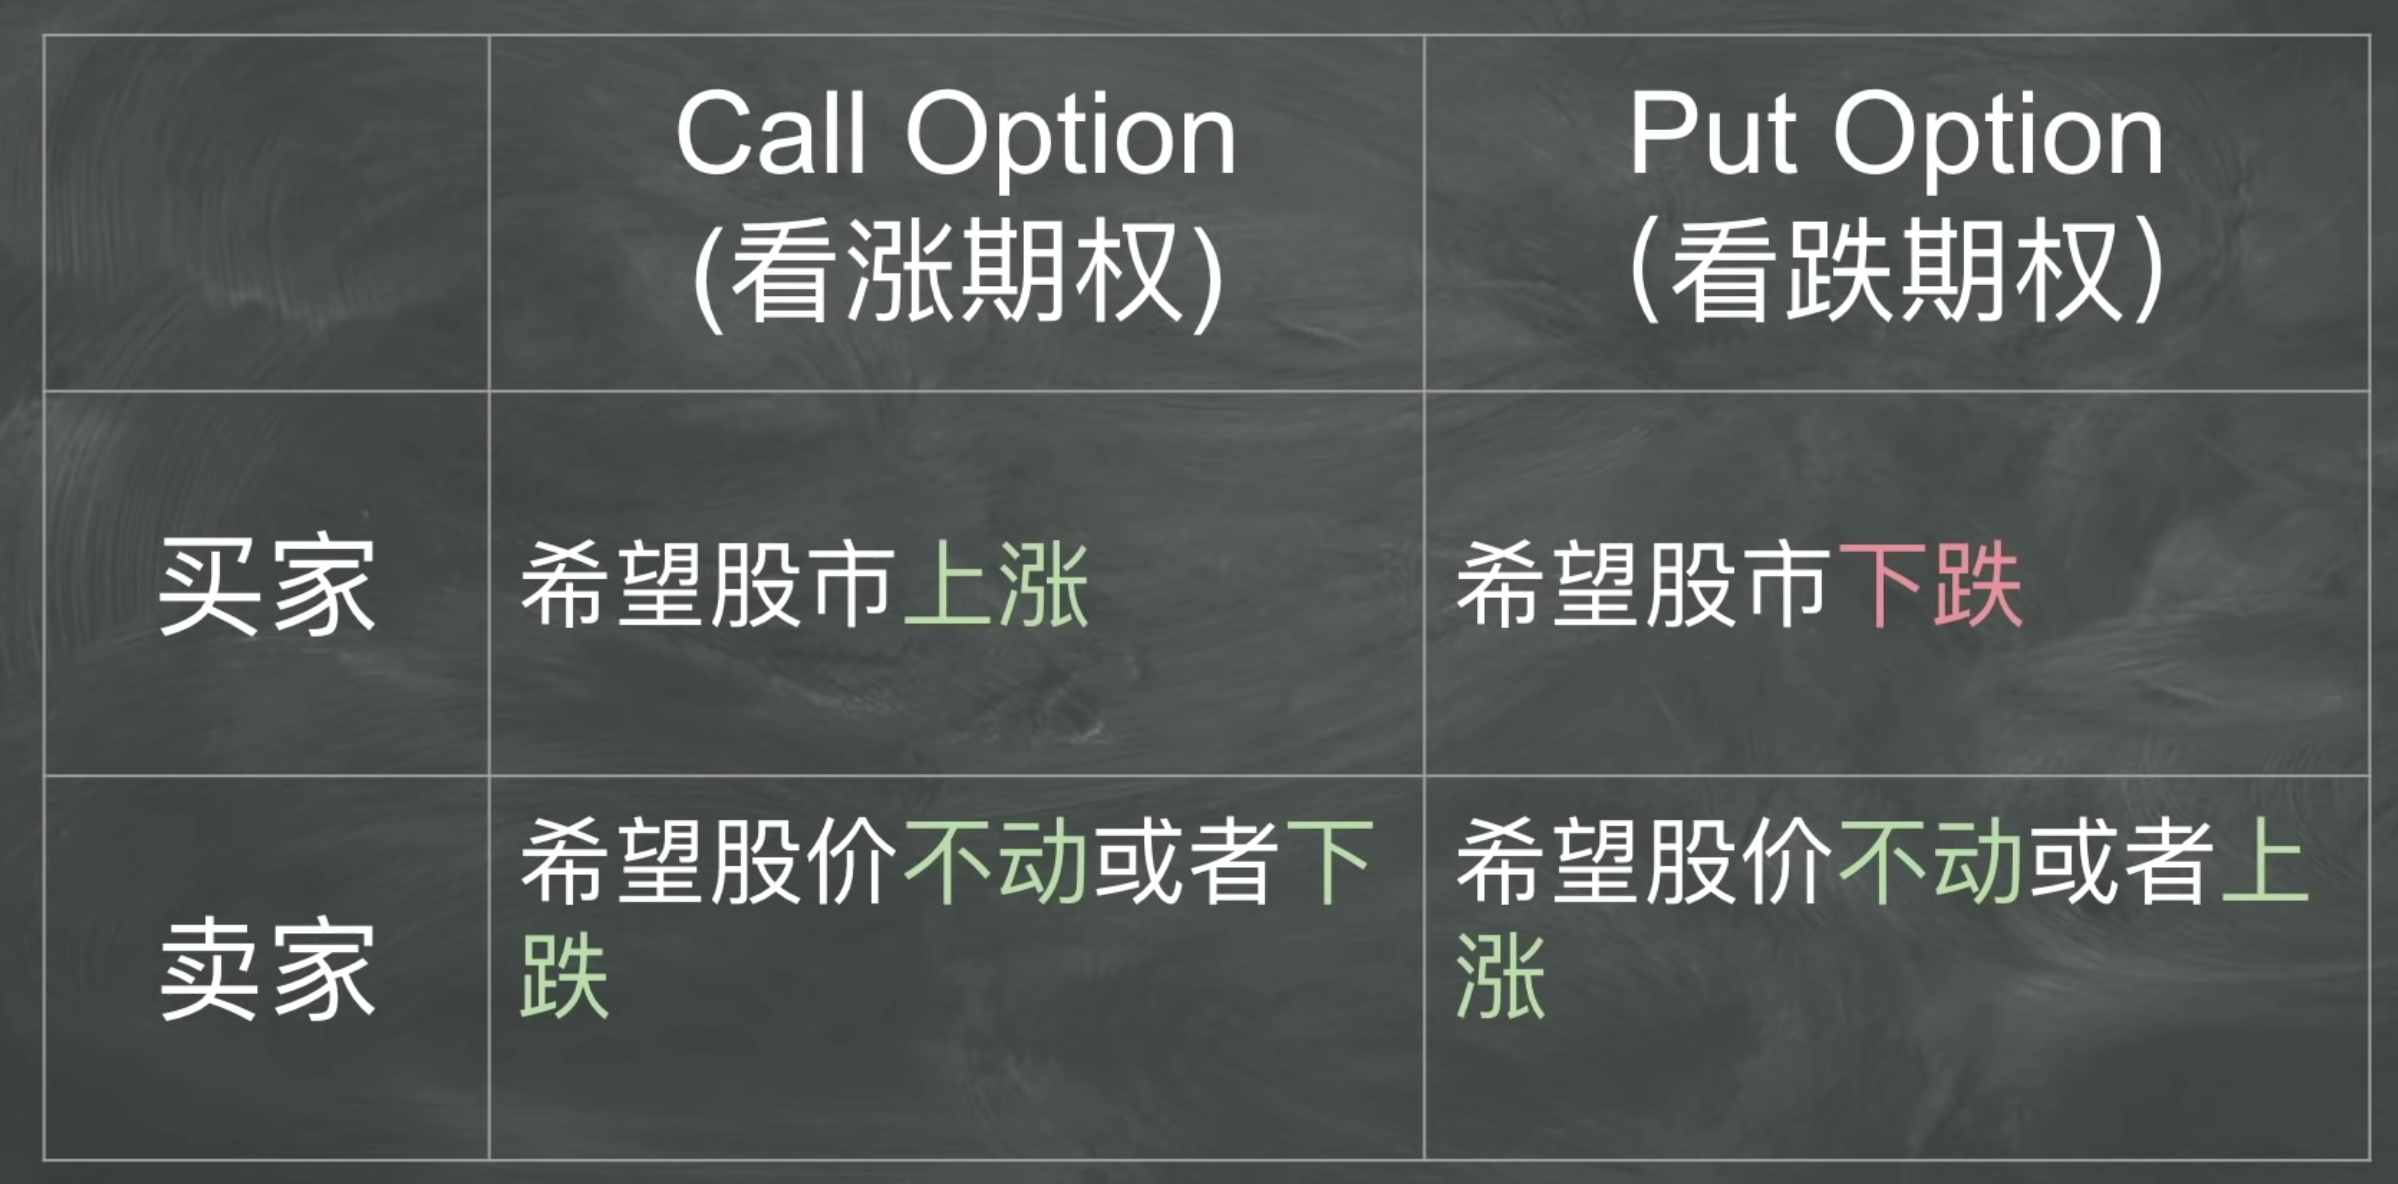 Call Option
(看涨期权)
Put Option
（看跌期权）
买家
希望股市上涨
希望股市下跌
卖家
希望股价不动或者下
跌
希望股价不动或者上
涨